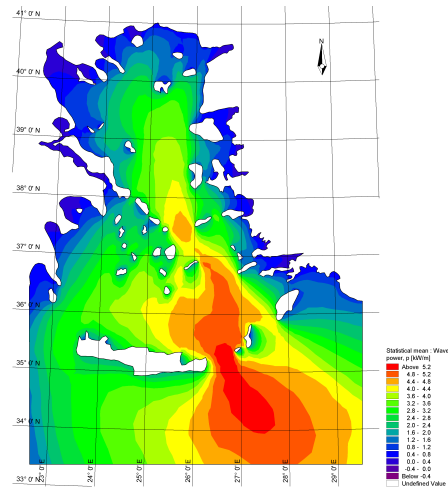 41° 0' N
N
40° 0' N
39° 0' N
38° 0' N
37° 0' N
36° 0' N
35° 0' N
34° 0' N
33° 0' N
23° 0' E
24° 0' E
25° 0' E
26° 0' E
27° 0' E
28° 0' E
29° 0' E
Statistical mean : Wave
power, p [kW/m]
Above 5.2
4.8 - 5.2
4.4 - 4.8
4.0 - 4.4
3.6 - 4.0
3.2 - 3.6
2.8 - 3.2
2.4 - 2.8
2.0 - 2.4
1.6 - 2.0
1.2 - 1.6
0.8 - 1.2
0.4 - 0.8
0.0 - 0.4
-0.4 - 0.0
Below -0.4
Undefined Value